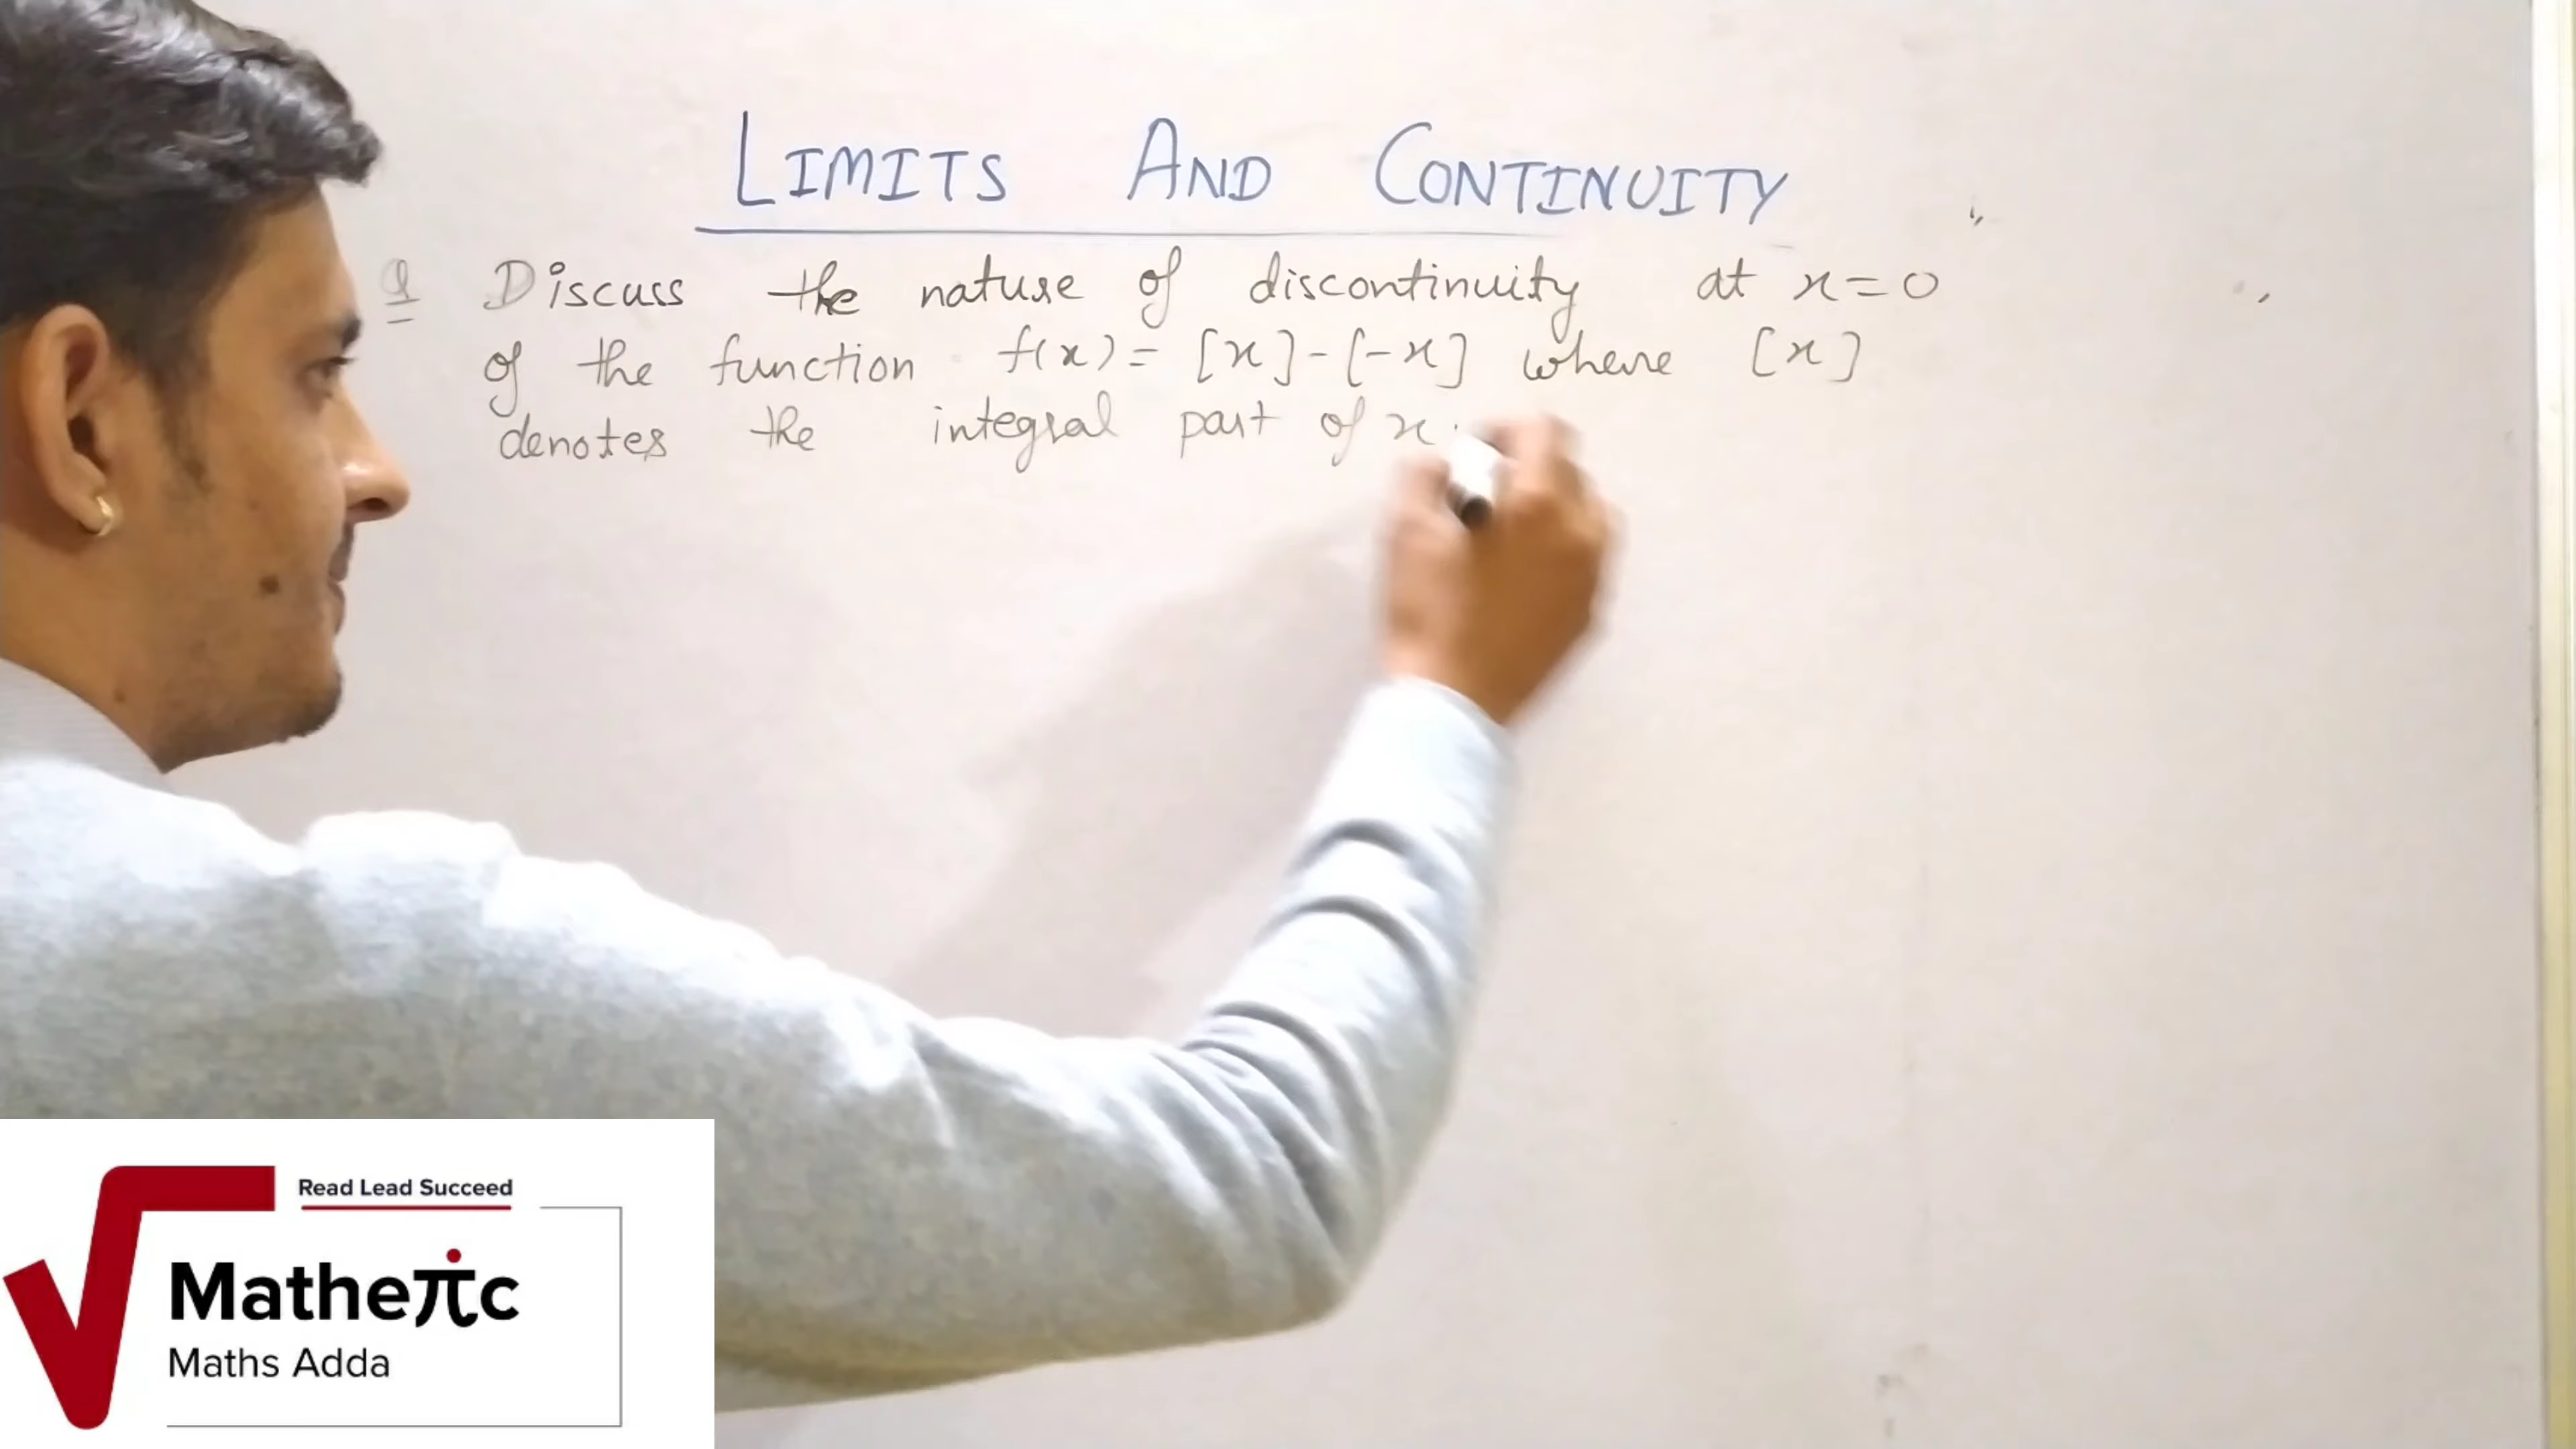 LIMITS AND CONTINUITY
Q Discuss the nature of discontinuity at x=0
of the function f(x) = [x]-[-x] where [x]
denotes the integral part of x.
Read Lead Succeed
Matheπc
Maths Adda